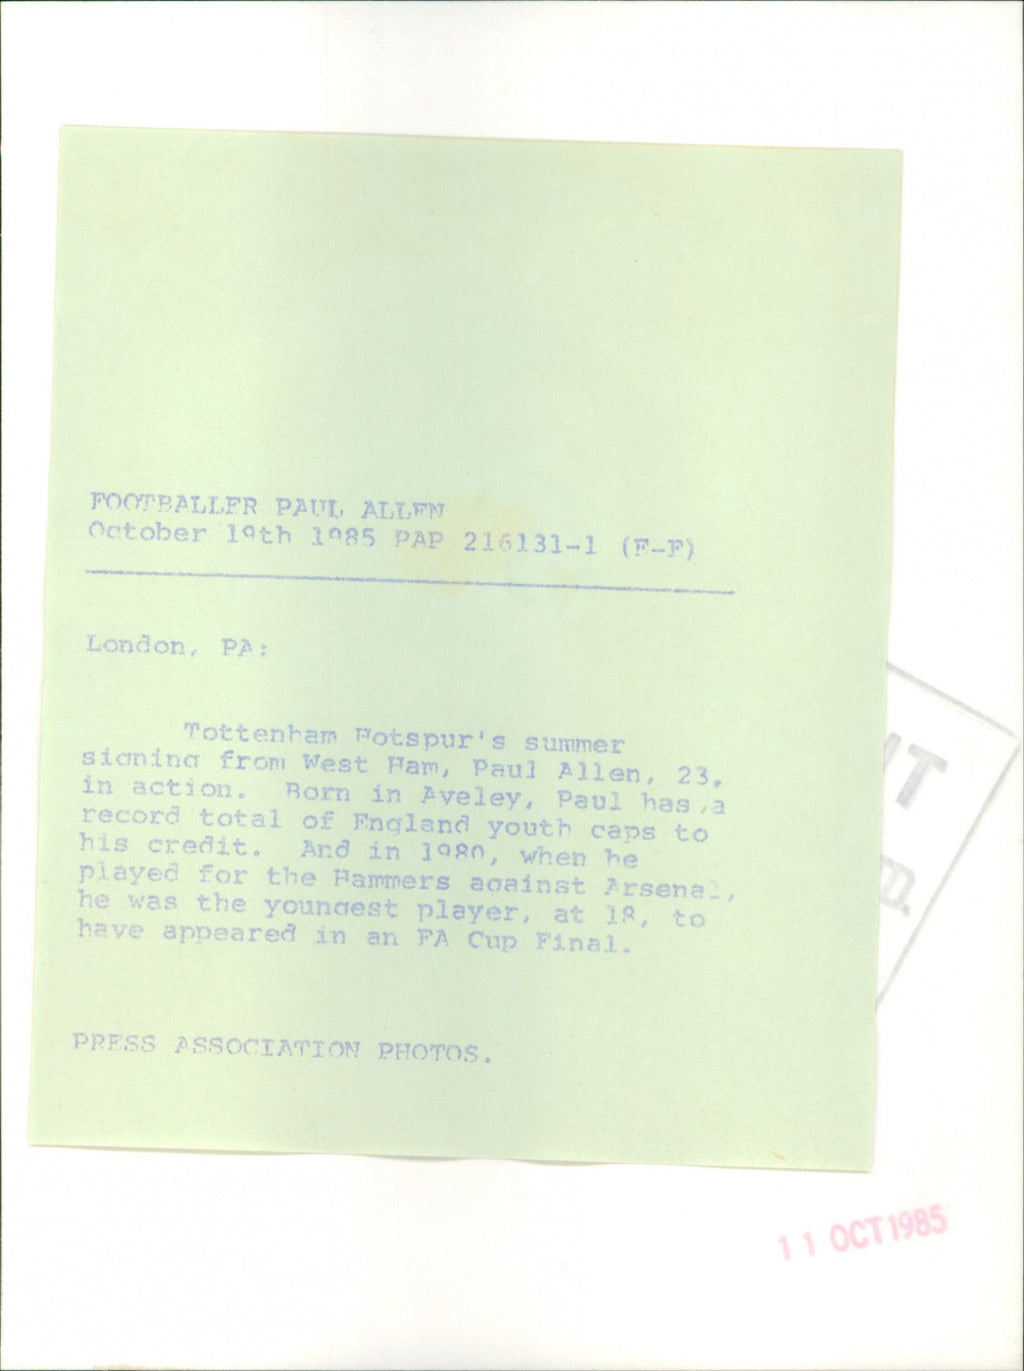 FOOTBALLER PAUL ALLEN
October 19th 1985 PAP 216131-1 (F-F)
London, PA:
Tottenham Hotspur's summer
signing from West Ham, Paul Allen, 23,
in action. Born in Aveley, Paul has a
record total of England youth caps to
his credit. And in 1980, when he
played for the Hammers against Arsenal,
he was the youngest player, at 18, to
have appeared in an FA Cup Final.
PRESS ASSOCIATION PHOTOS.
11 OCT 1985